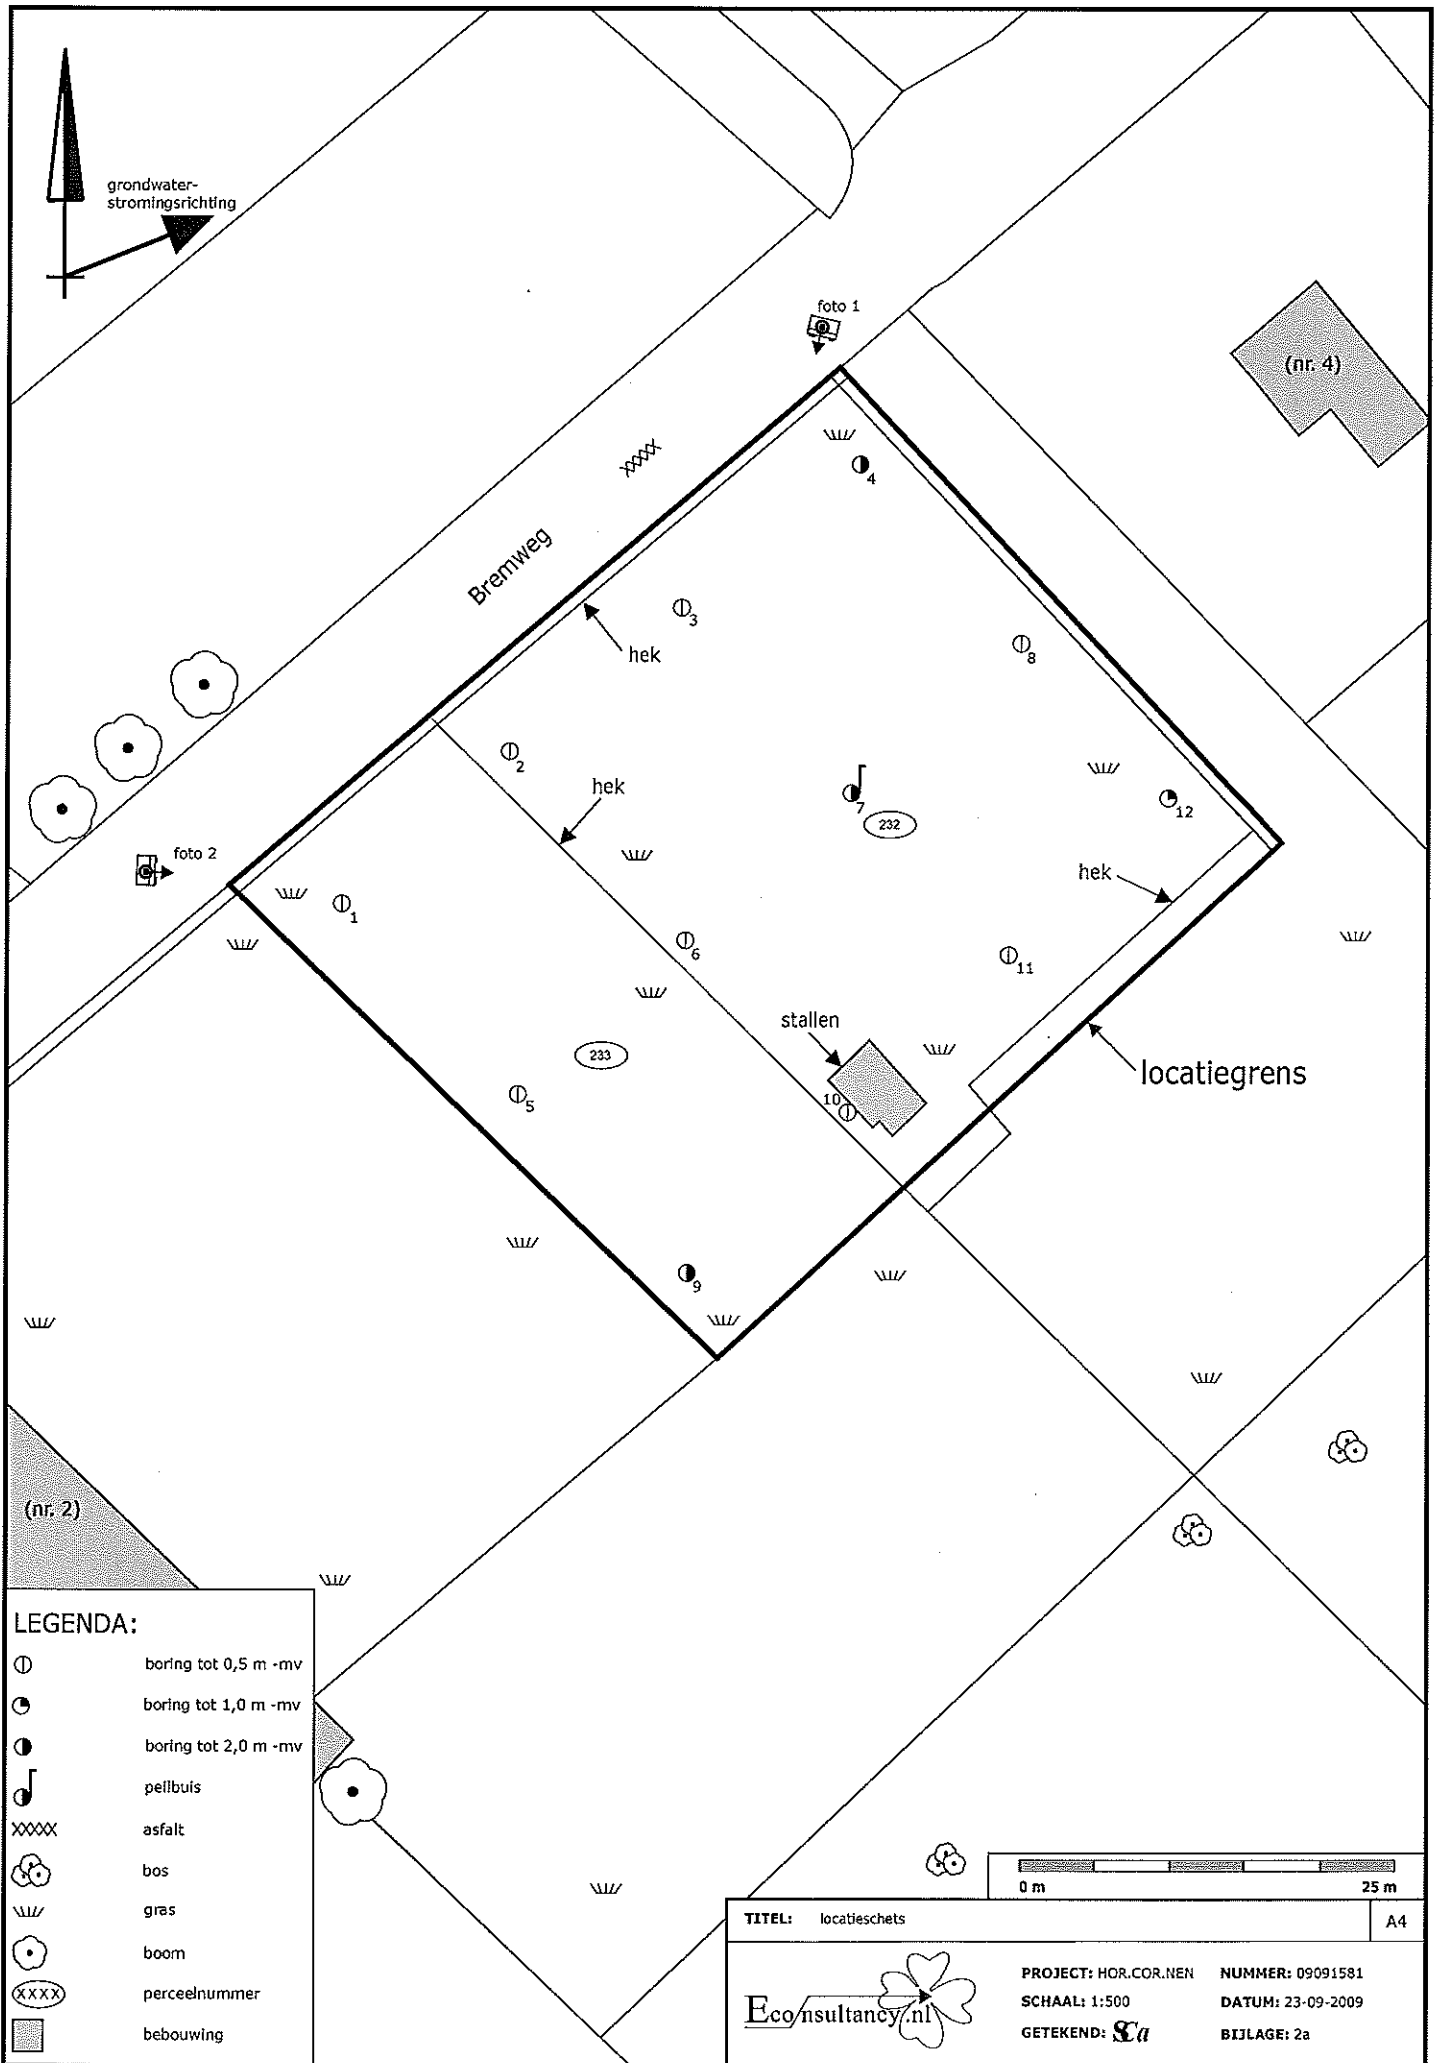 grondwater-
stromingsrichting
foto 1
(nr. 4)
4
Bremweg
3
hek
8
2
hek
7
232
12
foto 2
hek
1
6
11
stallen
233
locatiegrens
5
10
9
(nr. 2)
LEGENDA:
boring tot 0,5 m -mv
boring tot 1,0 m -mv
boring tot 2,0 m -mv
peilbuis
XXXXX asfalt
bos
gras
boom
XXXX perceelnummer
bebouwing
0 m 25 m
TITEL: locatieschets A4
Econsultancy.nl
PROJECT: HOR.COR.NEN NUMMER: 09091581
SCHAAL: 1:500 DATUM: 23-09-2009
GETEKEND: SCa BIJLAGE: 2a